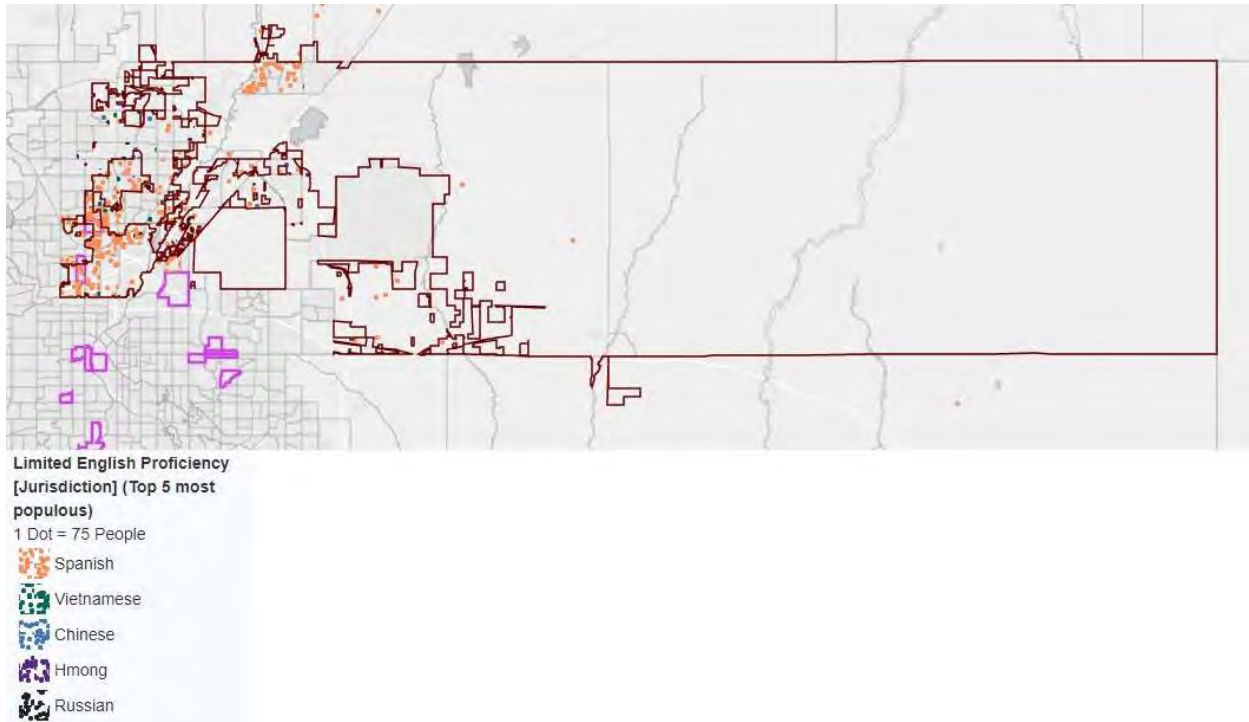 Limited English Proficiency
[Jurisdiction] (Top 5 most
populous)
1 Dot = 75 People
Spanish
Vietnamese
Chinese
Hmong
Russian